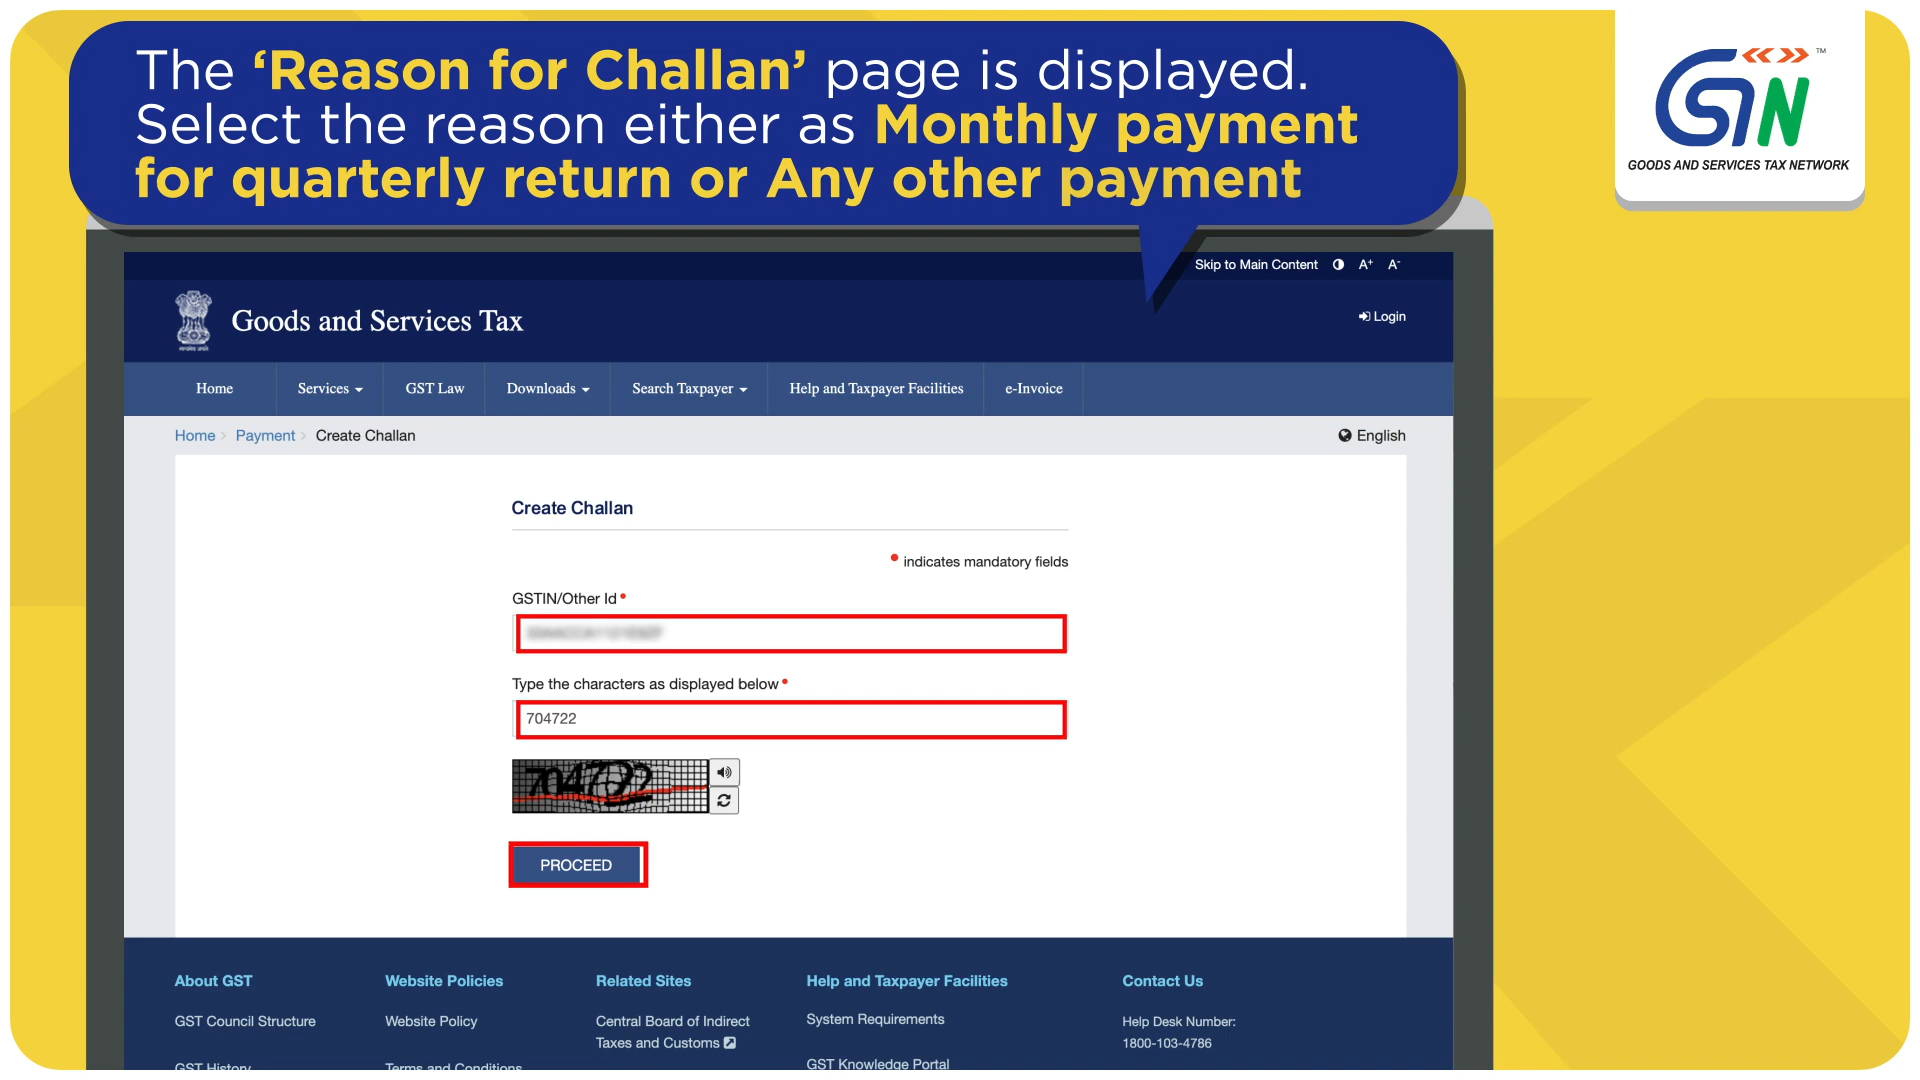 The ‘Reason for Challan’ page is displayed.
Select the reason either as Monthly payment
for quarterly return or Any other payment
TM
GOODS AND SERVICES TAX NETWORK
Skip to Main Content A+ A-
Goods and Services Tax
Login
Home Services GST Law Downloads Search Taxpayer Help and Taxpayer Facilities e-Invoice
Home > Payment > Create Challan
English
Create Challan
• indicates mandatory fields
GSTIN/Other Id •
Type the characters as displayed below •
704722
704722
PROCEED
About GST Website Policies Related Sites Help and Taxpayer Facilities Contact Us
GST Council Structure Website Policy Central Board of Indirect System Requirements Help Desk Number:
Taxes and Customs 1800-103-4786
GST History Terms and Conditions GST Knowledge Portal